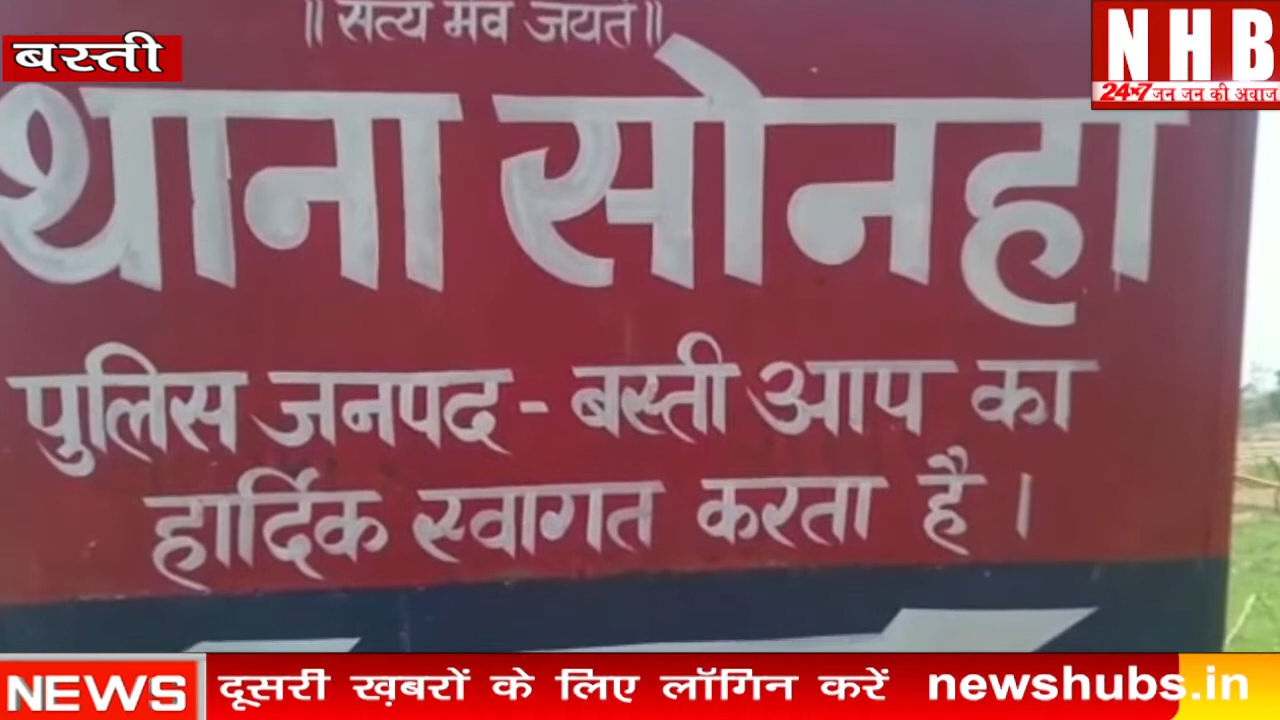 ॥ सत्य मेव जयते ॥
बस्ती
NHB
24x7 जन जन की अवाज
थाना सोनहा
पुलिस जनपद - बस्ती आप का
हार्दिक स्वागत करता है ।
NEWS दूसरी ख़बरों के लिए लॉगिन करें newshubs.in